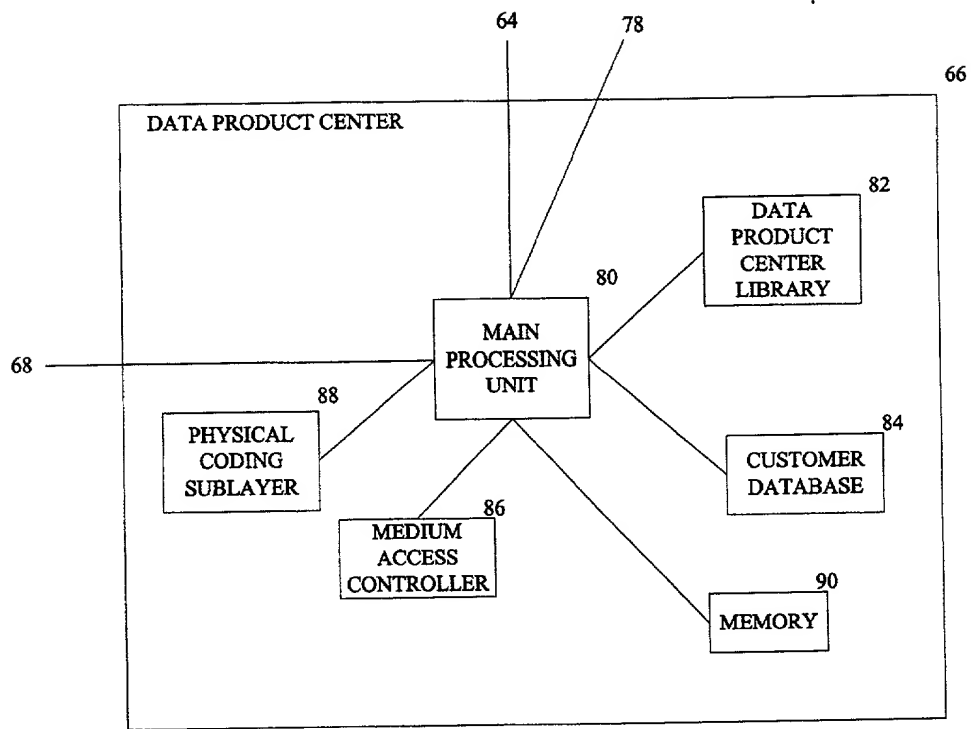 64
78
66
DATA PRODUCT CENTER
82
DATA
PRODUCT
CENTER
LIBRARY
80
MAIN
PROCESSING
UNIT
68
88
PHYSICAL
CODING
SUBLAYER
84
CUSTOMER
DATABASE
86
MEDIUM
ACCESS
CONTROLLER
90
MEMORY